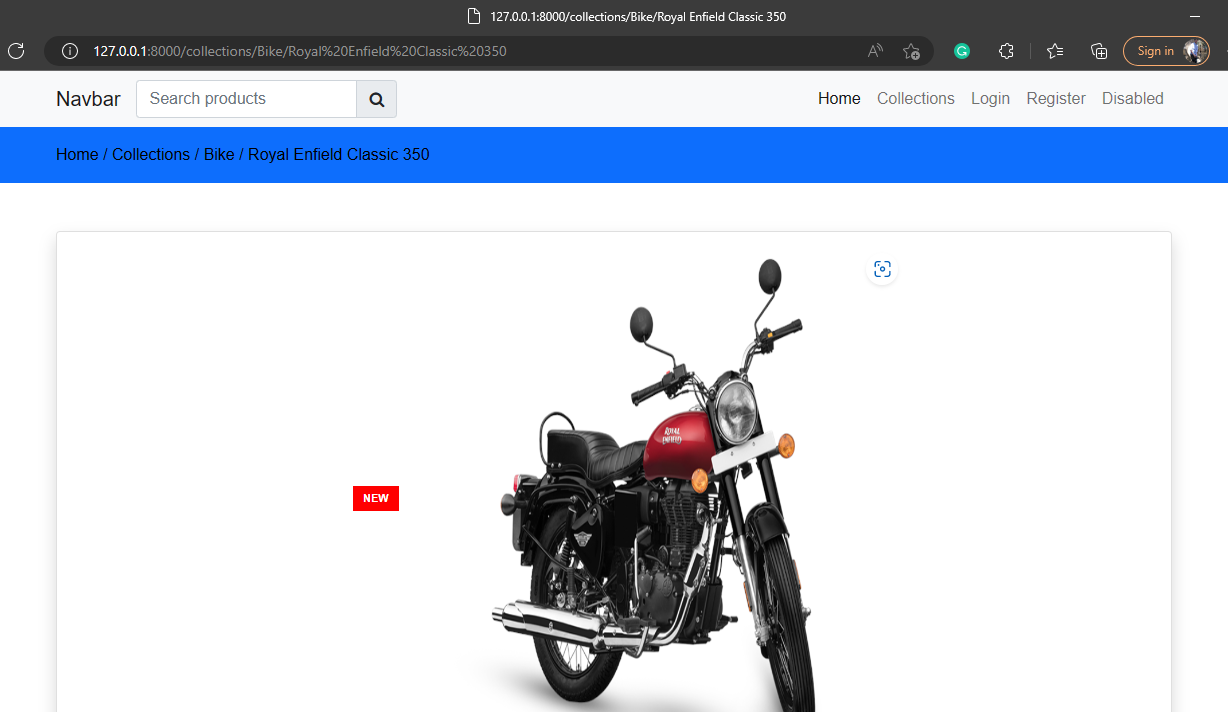 127.0.0.1:8000/collections/Bike/Royal Enfield Classic 350
127.0.0.1:8000/collections/Bike/Royal%20Enfield%20Classic%20350
Sign in
Navbar
Search products
Home
Collections
Login
Register
Disabled
Home / Collections / Bike / Royal Enfield Classic 350
ROYAL
ENFIELD
NEW